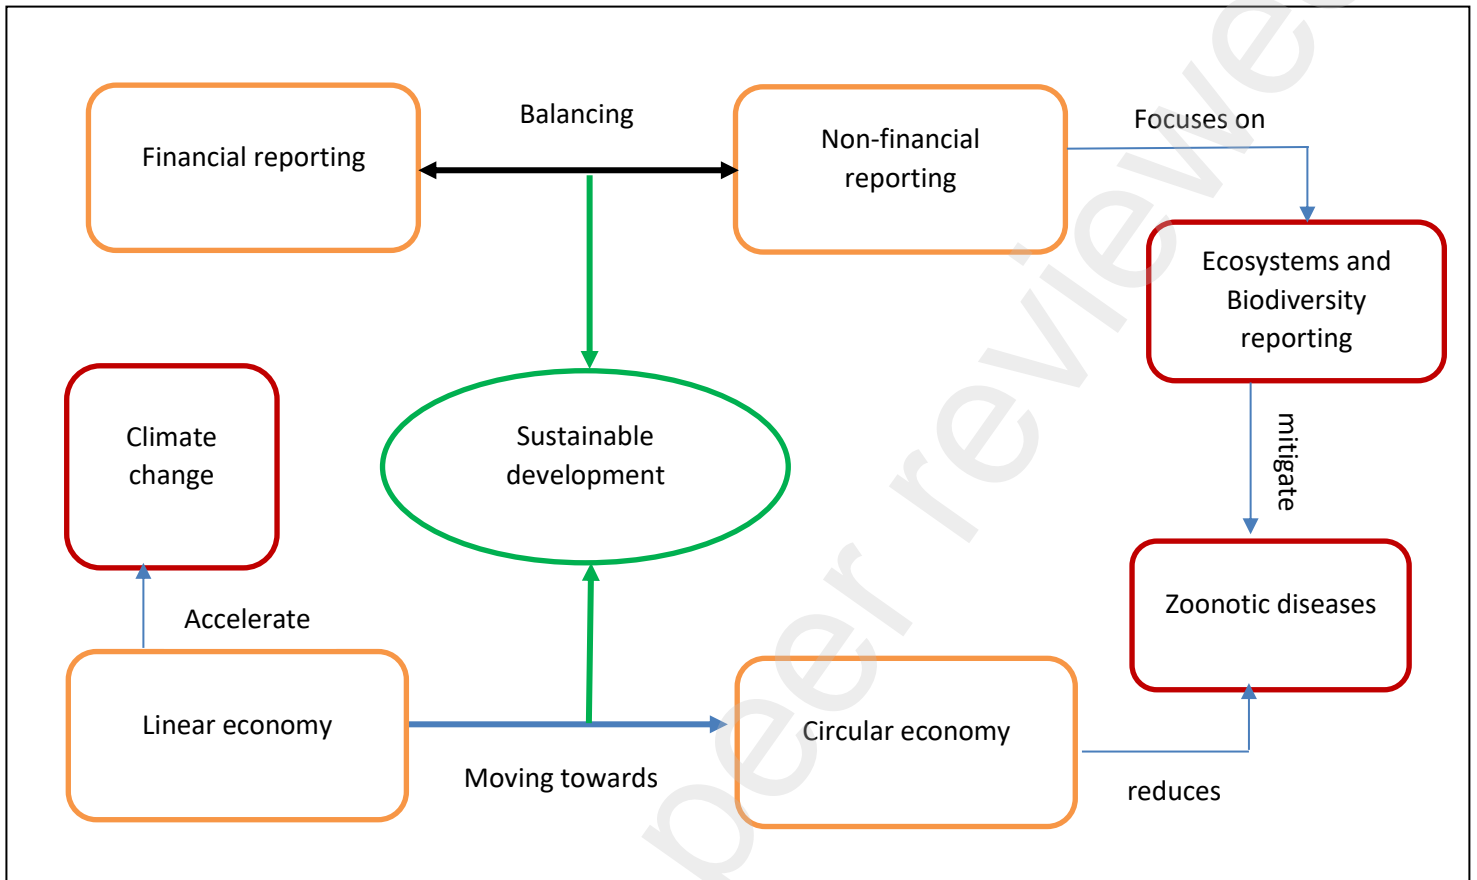 Balancing
Focuses on
Financial reporting
Non-financial
reporting
Ecosystems and
Biodiversity
reporting
Climate
change
Sustainable
development
mitigate
Accelerate
Zoonotic diseases
Linear economy
Circular economy
Moving towards
reduces
peer reviewe